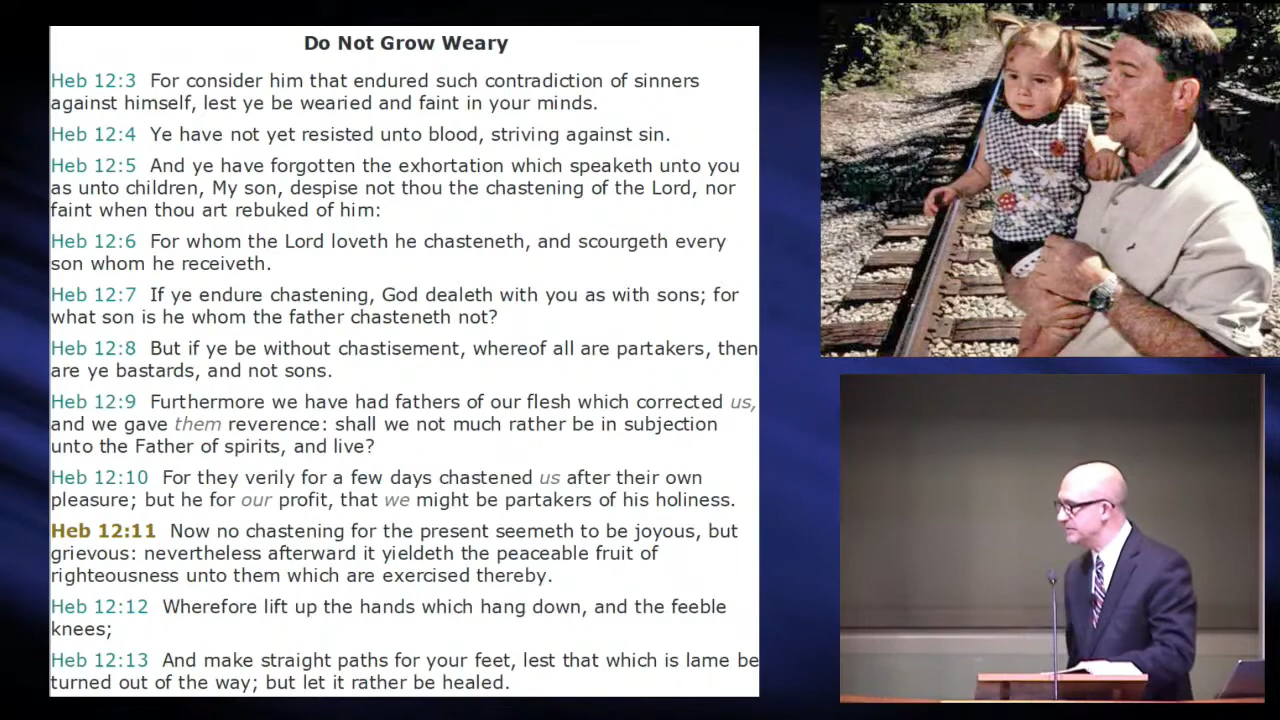 Do Not Grow Weary
Heb 12:3 For consider him that endured such contradiction of sinners
against himself, lest ye be wearied and faint in your minds.
Heb 12:4 Ye have not yet resisted unto blood, striving against sin.
Heb 12:5 And ye have forgotten the exhortation which speaketh unto you
as unto children, My son, despise not thou the chastening of the Lord, nor
faint when thou art rebuked of him:
Heb 12:6 For whom the Lord loveth he chasteneth, and scourgeth every
son whom he receiveth.
Heb 12:7 If ye endure chastening, God dealeth with you as with sons; for
what son is he whom the father chasteneth not?
Heb 12:8 But if ye be without chastisement, whereof all are partakers, then
are ye bastards, and not sons.
Heb 12:9 Furthermore we have had fathers of our flesh which corrected us,
and we gave them reverence: shall we not much rather be in subjection
unto the Father of spirits, and live?
Heb 12:10 For they verily for a few days chastened us after their own
pleasure; but he for our profit, that we might be partakers of his holiness.
Heb 12:11 Now no chastening for the present seemeth to be joyous, but
grievous: nevertheless afterward it yieldeth the peaceable fruit of
righteousness unto them which are exercised thereby.
Heb 12:12 Wherefore lift up the hands which hang down, and the feeble
knees;
Heb 12:13 And make straight paths for your feet, lest that which is lame be
turned out of the way; but let it rather be healed.